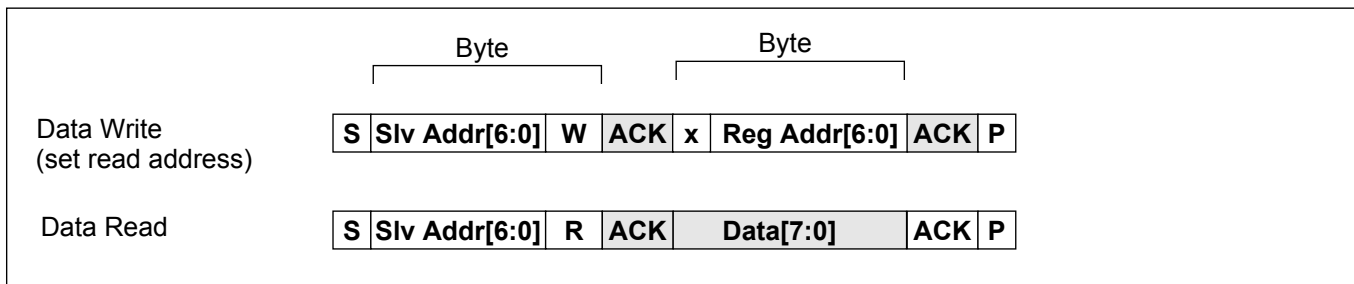 Byte Byte
Data Write
(set read address)
S Slv Addr[6:0] W ACK x Reg Addr[6:0] ACK P
Data Read
S Slv Addr[6:0] R ACK Data[7:0] ACK P